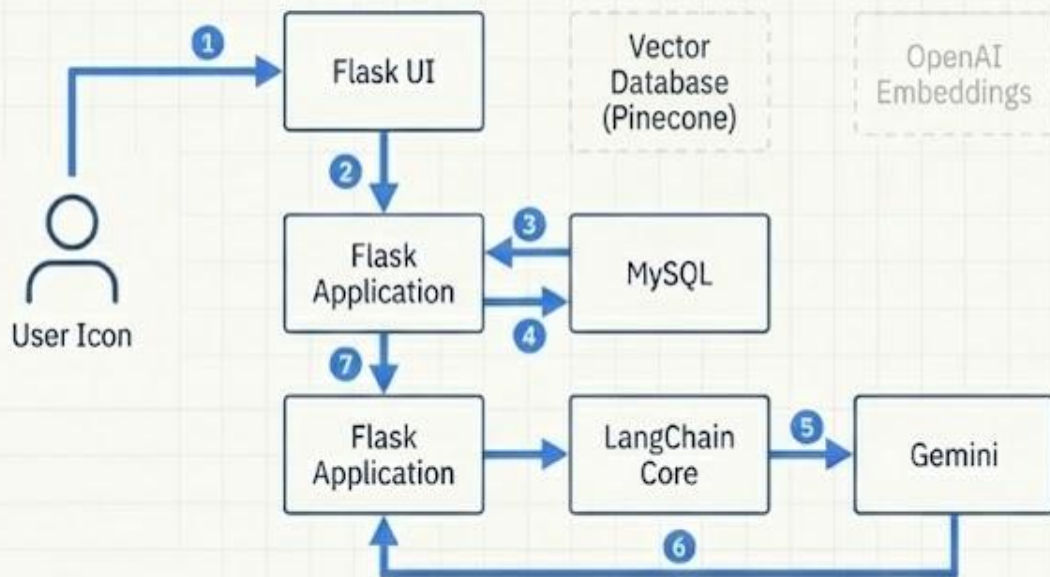 1
Flask UI
Vector
Database
(Pinecone)
OpenAI
Embeddings
2
Flask
Application
3
4
MySQL
User Icon
7
Flask
Application
LangChain
Core
5
Gemini
6